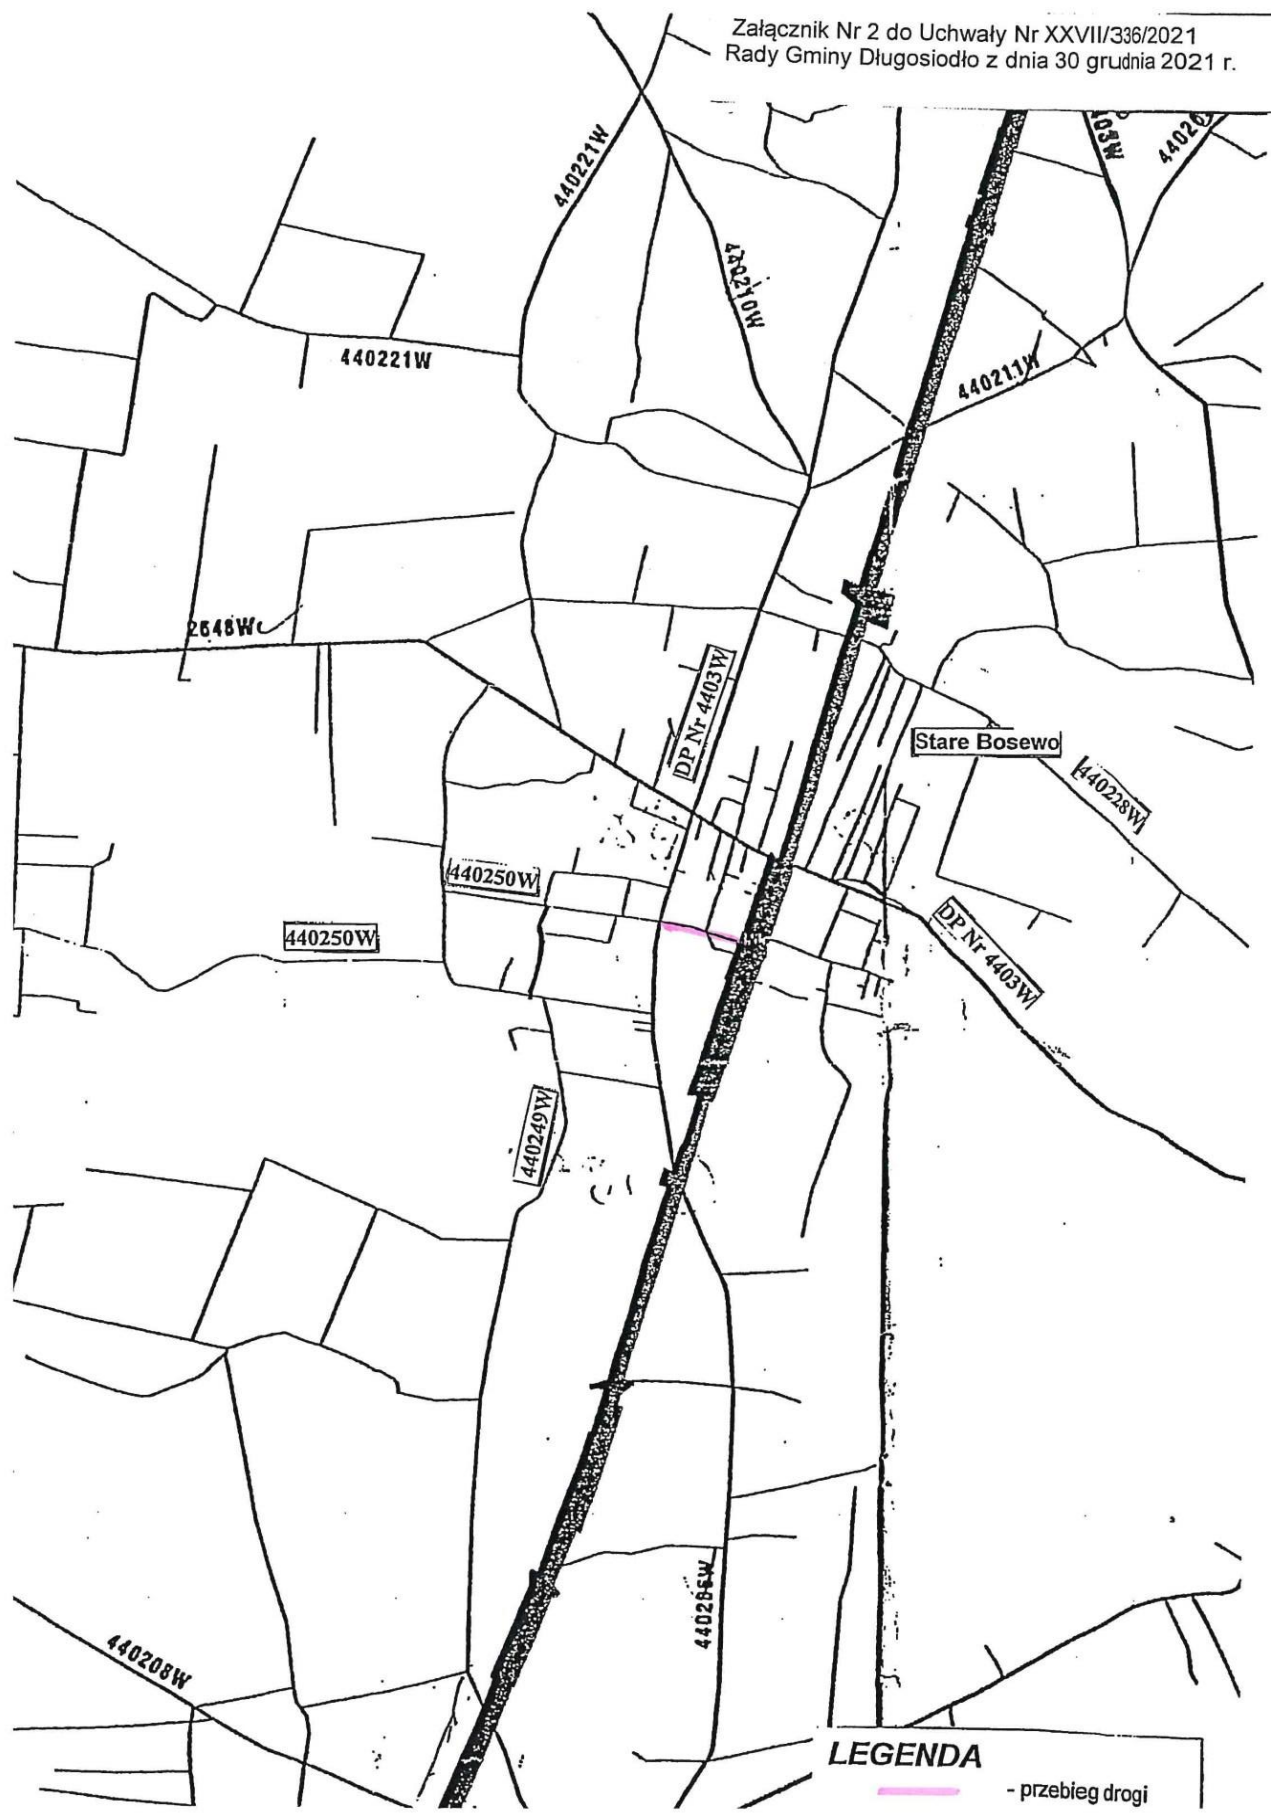 Załącznik Nr 2 do Uchwały Nr XXVII/336/2021
Rady Gminy Długosiodło z dnia 30 grudnia 2021 r.
440221W
440210W
440221W
440211W
2648W
DP Nr 4403W
Stare Bosewo
440228W
440250W
440250W
DP Nr 4403W
440249W
440208W
LEGENDA
- przebieg drogi